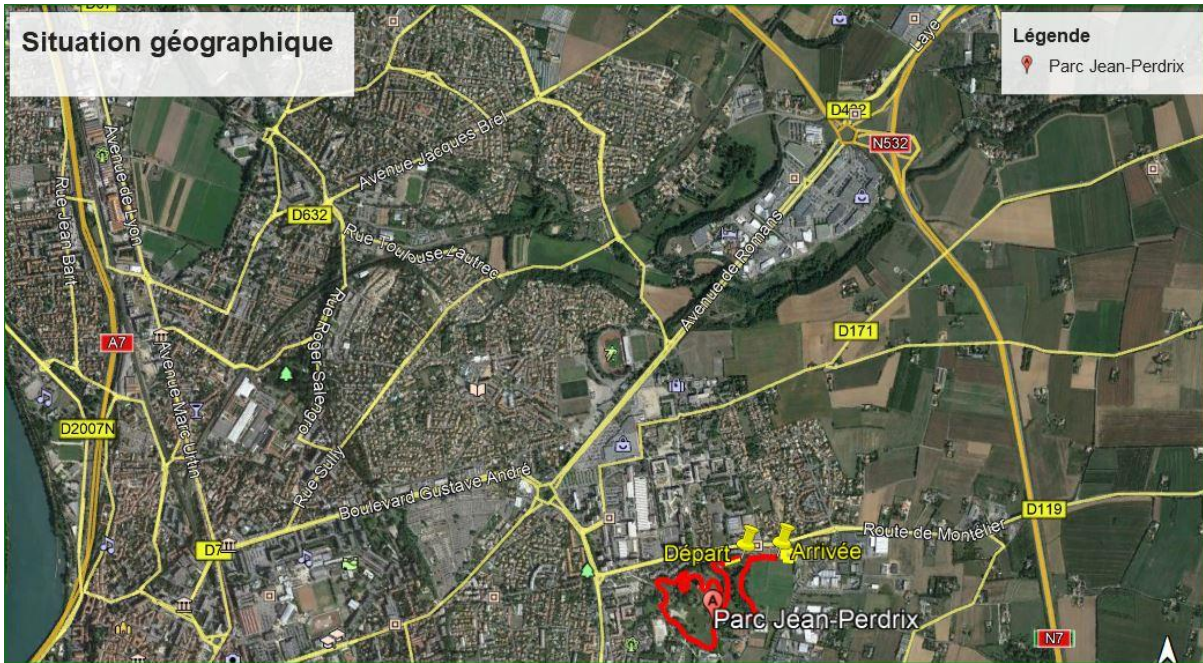 D67
Situation géographique
Légende
Parc Jean-Perdrix
Laye
N532
Avenue Jacques Brel
Avenue de Lyon
Rue Jean Bart
D632
Rue Toulouse Lautrec
Avenue de Romans
A7
D171
Rue Roger Salengro
Avenue Marc Urtin
D2007N
Rue Sully
Boulevard Gustave André
D119
Route de Montélier
D7
Départ
Arrivée
A
Parc Jean-Perdrix
N7